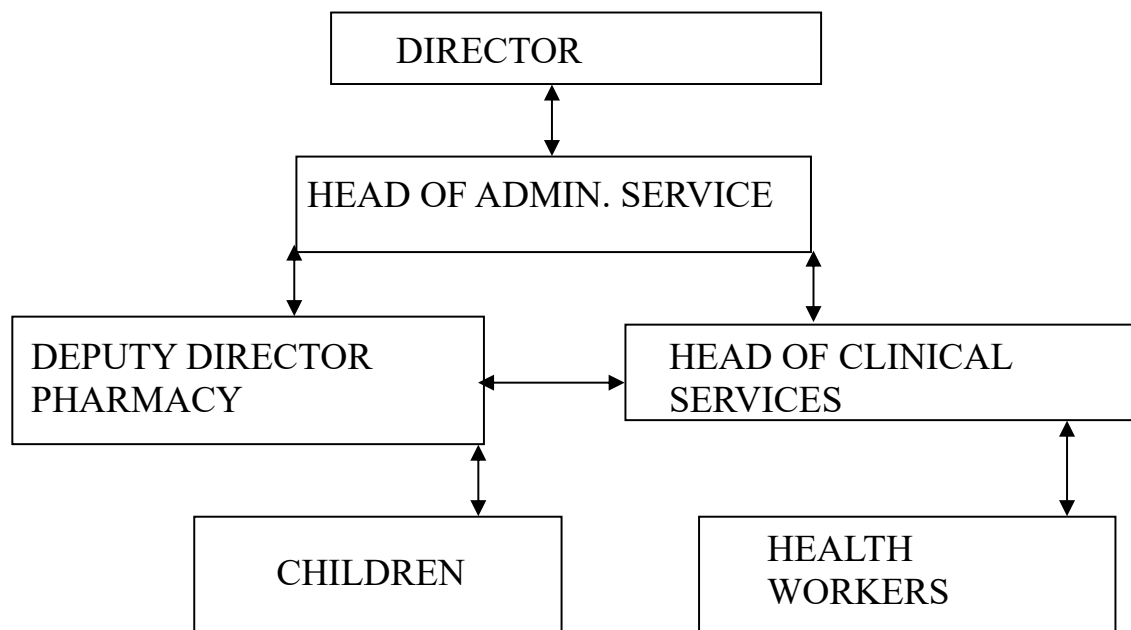 DIRECTOR
HEAD OF ADMIN. SERVICE
DEPUTY DIRECTOR
PHARMACY
HEAD OF CLINICAL
SERVICES
CHILDREN
HEALTH
WORKERS